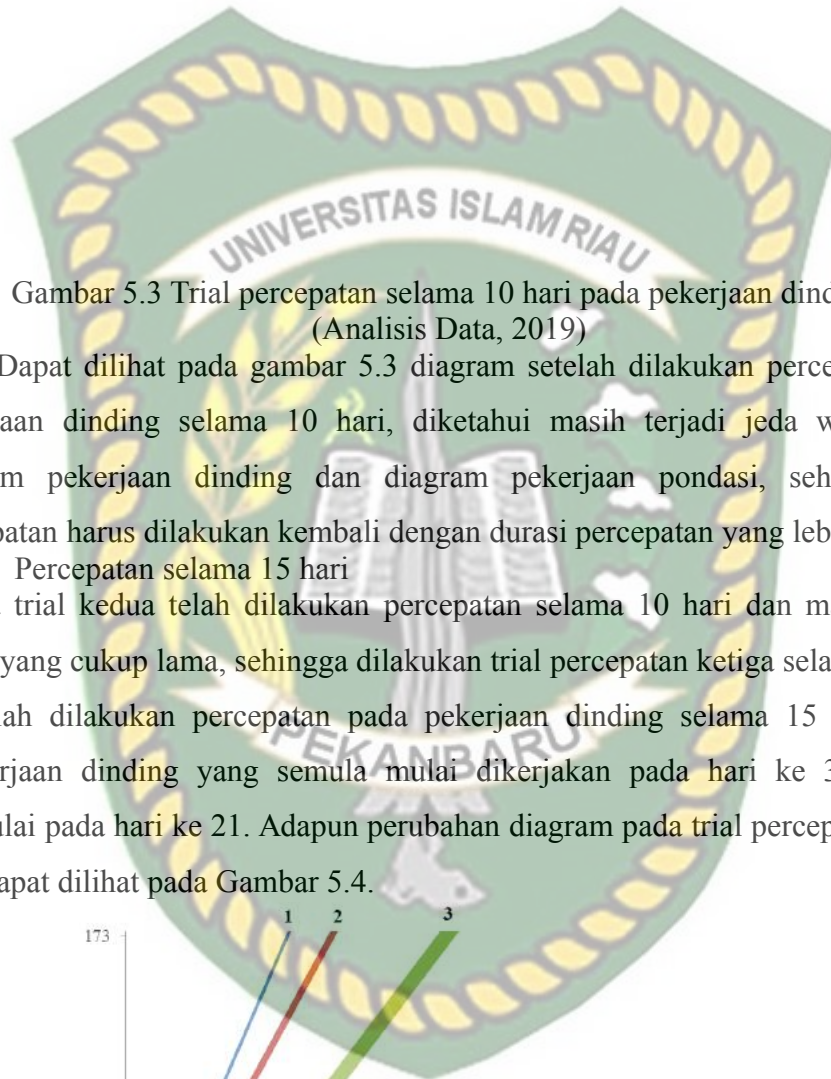 UNIVERSITAS ISLAM RIAU
Gambar 5.3 Trial percepatan selama 10 hari pada pekerjaan dind
(Analisis Data, 2019)
Dapat dilihat pada gambar 5.3 diagram setelah dilakukan perce
aan dinding selama 10 hari, diketahui masih terjadi jeda w
m pekerjaan dinding dan diagram pekerjaan pondasi, seh
patan harus dilakukan kembali dengan durasi percepatan yang leb
Percepatan selama 15 hari
trial kedua telah dilakukan percepatan selama 10 hari dan m
yang cukup lama, sehingga dilakukan trial percepatan ketiga sela
lah dilakukan percepatan pada pekerjaan dinding selama 15
PEKANBARU
rjaan dinding yang semula mulai dikerjakan pada hari ke 3
ulai pada hari ke 21. Adapun perubahan diagram pada trial percep
apat dilihat pada Gambar 5.4.
1 2 3
173